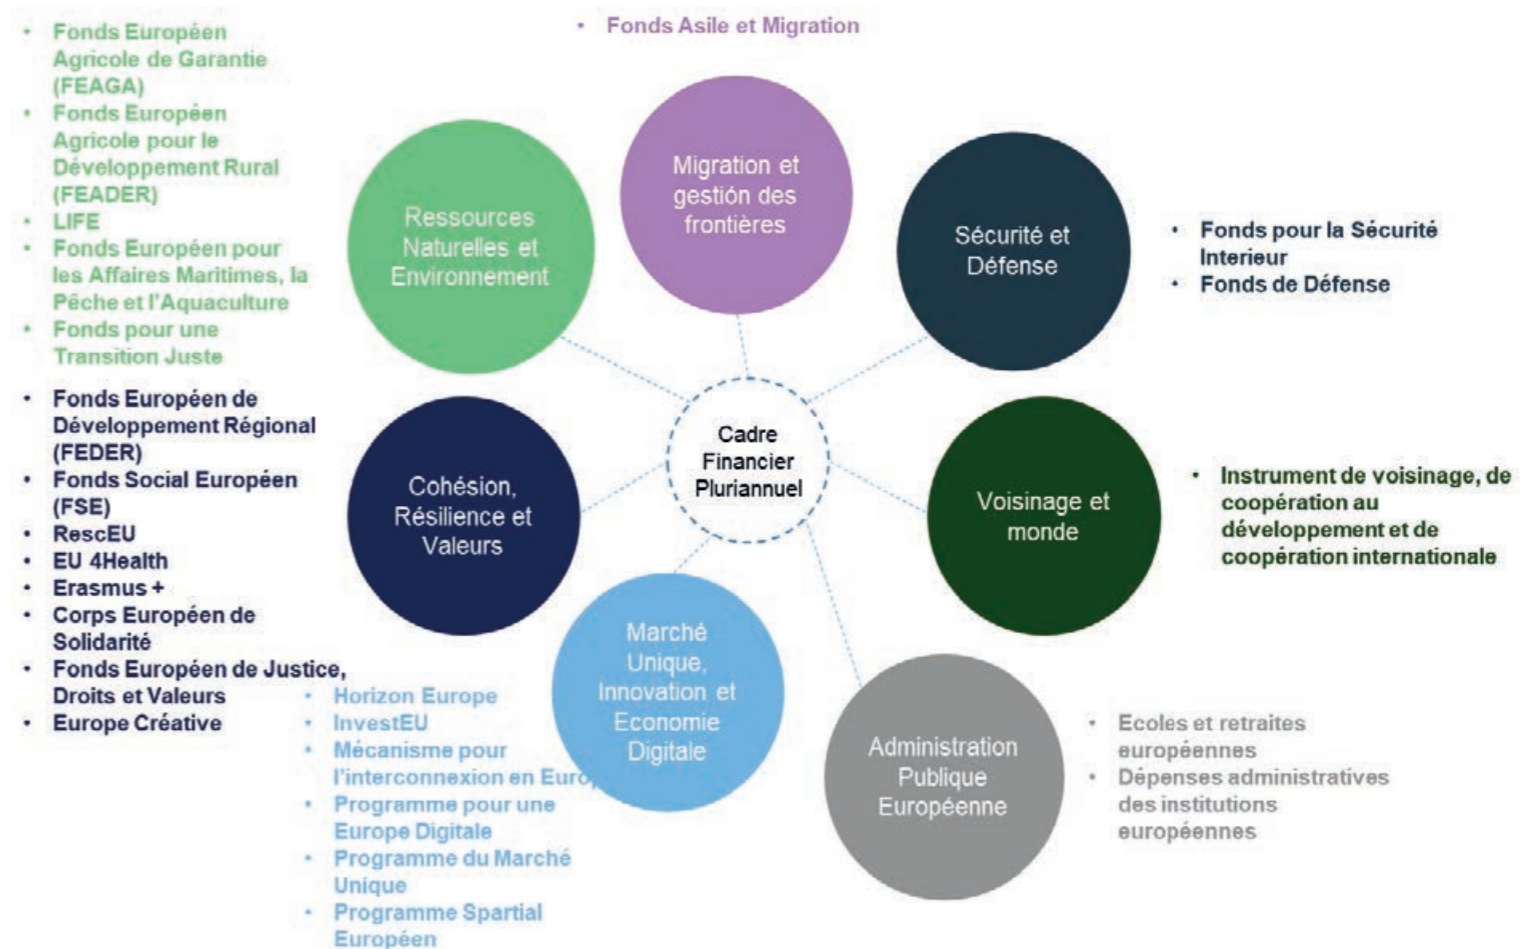 • Fonds Asile et Migration
• Fonds Européen
Agricole de Garantie
(FEAGA)
• Fonds Européen
Agricole pour le
Développement Rural
(FEADER)
• LIFE
• Fonds Européen pour
les Affaires Maritimes, la
Pêche et l'Aquaculture
• Fonds pour une
Transition Juste
Ressources
Naturelles et
Environnement
Migration et
gestión des
frontières
Sécurité et
Défense
• Fonds pour la Sécurité
Interieur
• Fonds de Défense
• Fonds Européen de
Développement Régional
(FEDER)
• Fonds Social Européen
(FSE)
• RescEU
• EU 4Health
• Erasmus +
• Corps Européen de
Solidarité
• Fonds Européen de Justice,
Droits et Valeurs
• Europe Créative
Cohésion,
Résilience et
Valeurs
Cadre
Financier
Pluriannuel
Voisinage et
monde
• Instrument de voisinage, de
coopération au
développement et de
coopération internationale
Marché
Unique,
Innovation et
Economie
Digitale
• Horizon Europe
• InvestEU
• Mécanisme pour
l'interconnexion en
• Programme pour une
Europe Digitale
• Programme du Marché
Unique
• Programme Spartial
Européen
Administration
Publique
Européenne
• Ecoles et retraites
européennes
• Dépenses administratives
des institutions
européennes